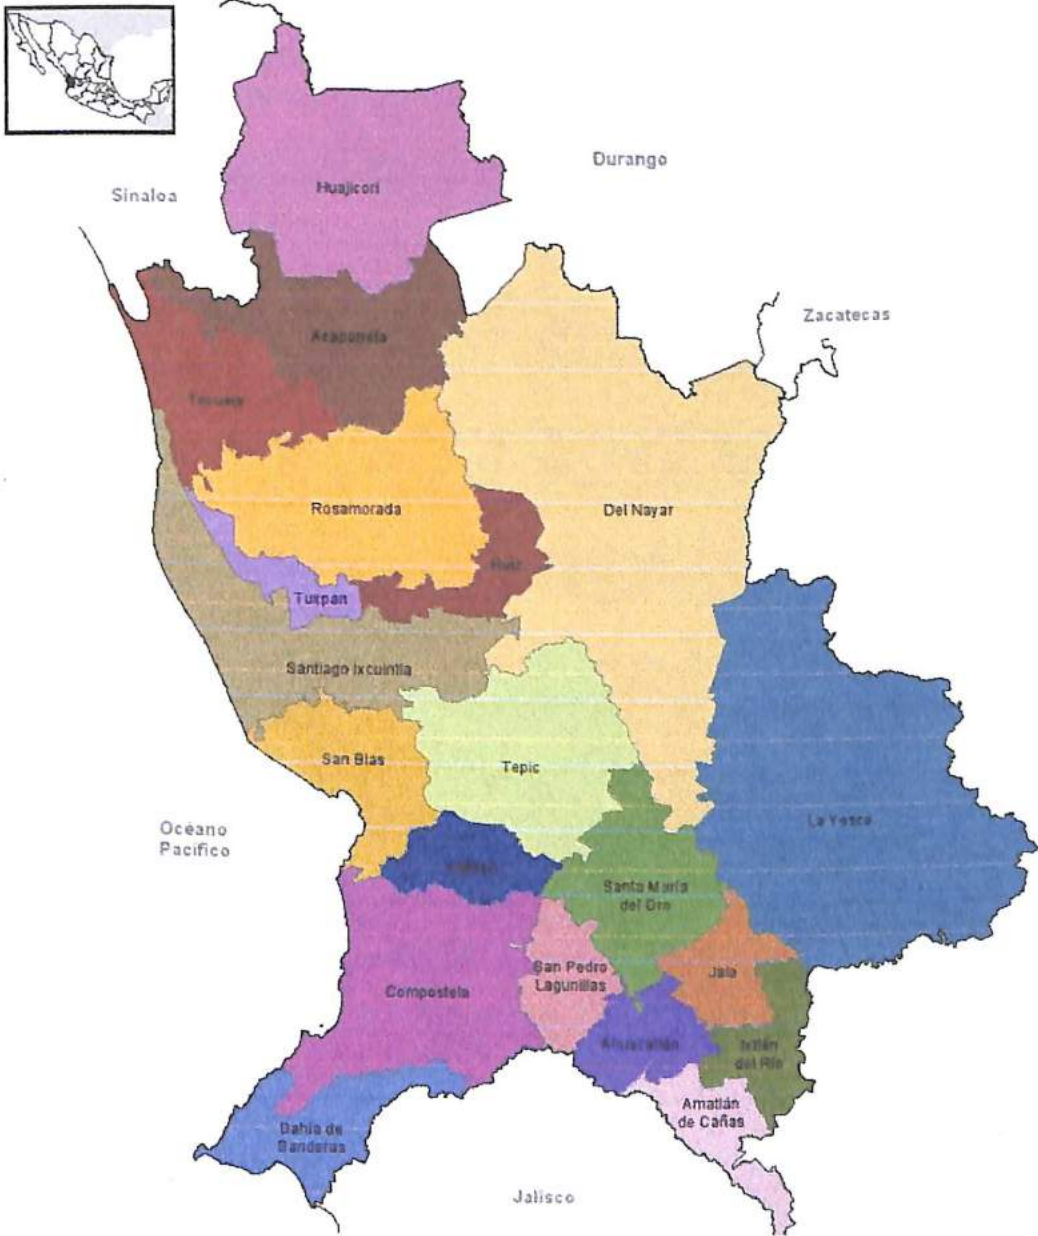 Durango
Sinaloa
Huajicori
Zacatecas
Acaponeta
Tecuala
Rosamorada
Del Nayar
Ruiz
Tuxpan
Santiago Ixcuintla
San Blas
Tepic
La Yesca
Océano
Pacífico
Santa María
del Oro
San Pedro
Lagunillas
Jala
Compostela
Ahuacatlán
Ixtlán
del Río
Amatlán
de Cañas
Bahía de
Banderas
Jalisco